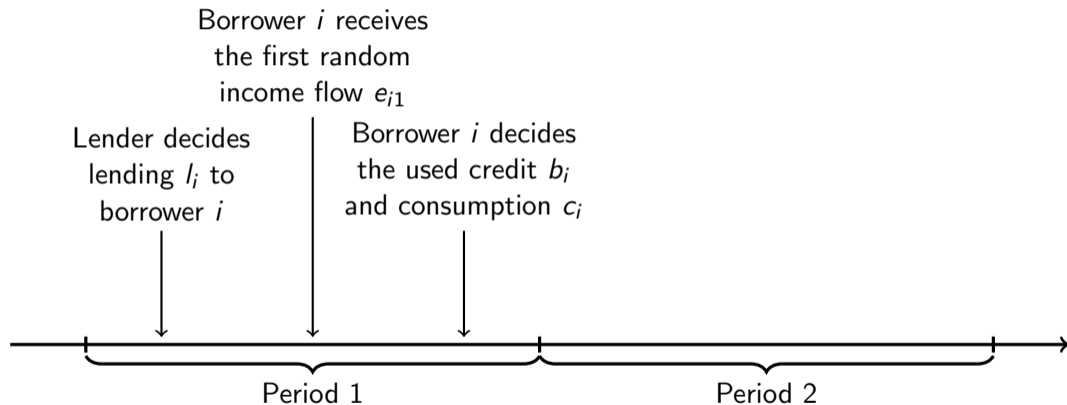 Borrower i receives
the first random
income flow e_{i1}
Lender decides
lending l_i to
borrower i
Borrower i decides
the used credit b_i
and consumption c_i
Period 1
Period 2